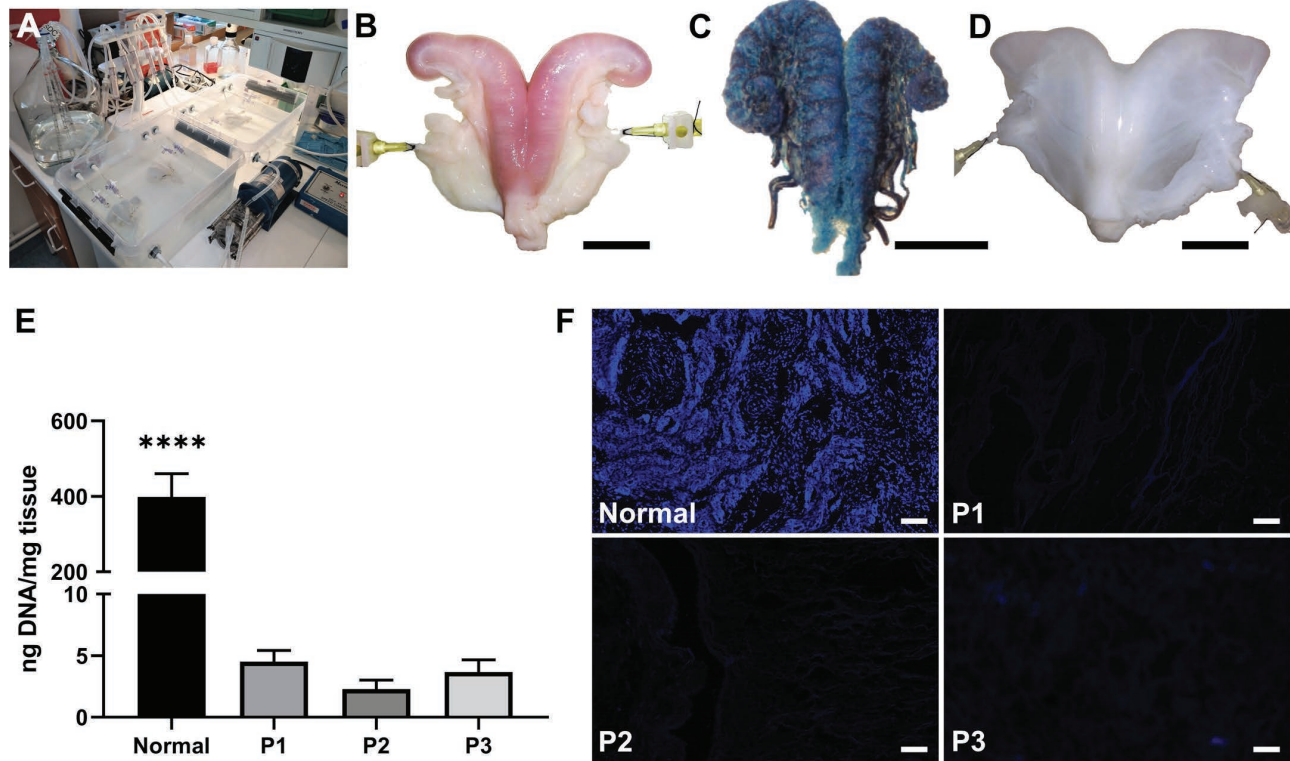 A
B
C
D
E
F
ng DNA/mg tissue
600
400
200
10
5
0
****
Normal
P1
P2
P3
Normal
P1
P2
P3